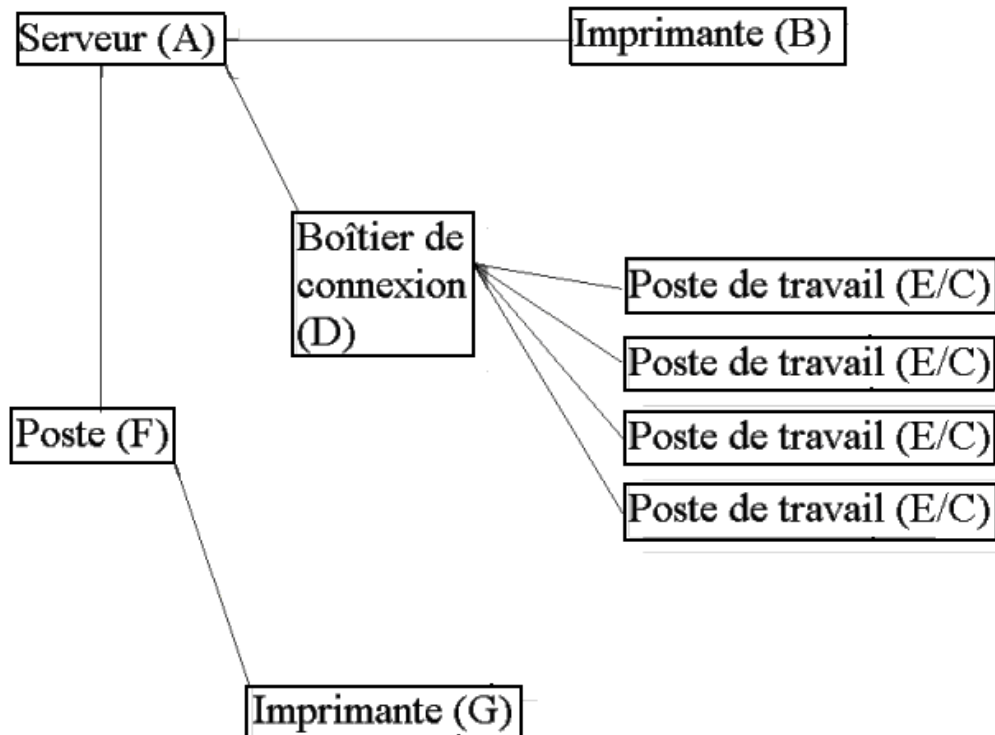 Serveur (A)
Imprimante (B)
Boîtier de
connexion
(D)
Poste de travail (E/C)
Poste de travail (E/C)
Poste de travail (E/C)
Poste de travail (E/C)
Poste (F)
Imprimante (G)